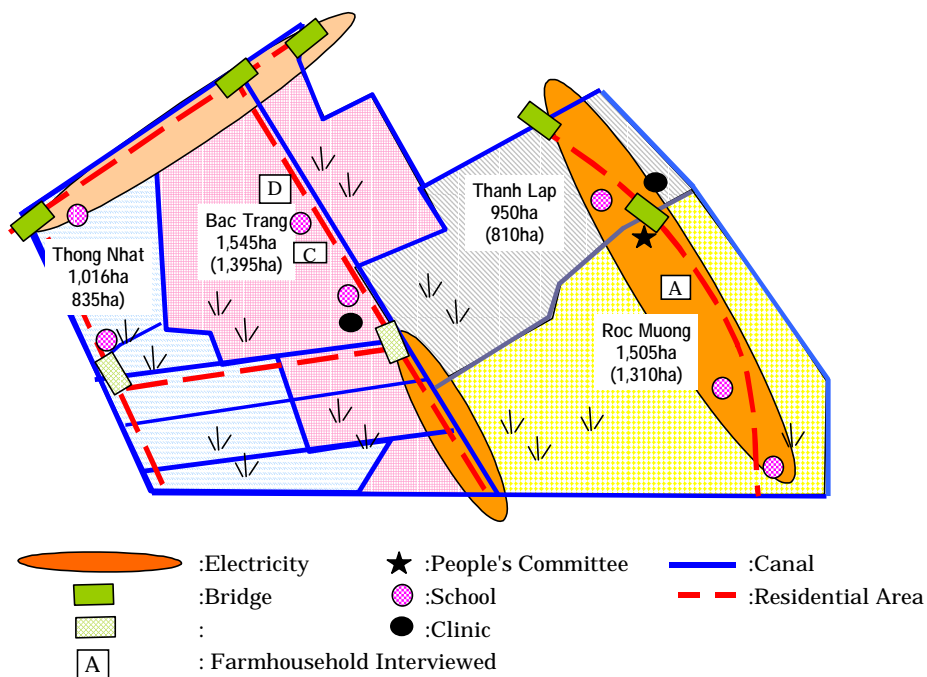 Thanh Lap
950ha
(810ha)
D
Bac Trang
1,545ha
(1,395ha)
C
Thong Nhat
1,016ha
835ha)
A
Roc Muong
1,505ha
(1,310ha)
:Electricity
:People's Committee
:Canal
:Bridge
:School
:Residential Area
:
:Clinic
A
: Farmhousehold Interviewed